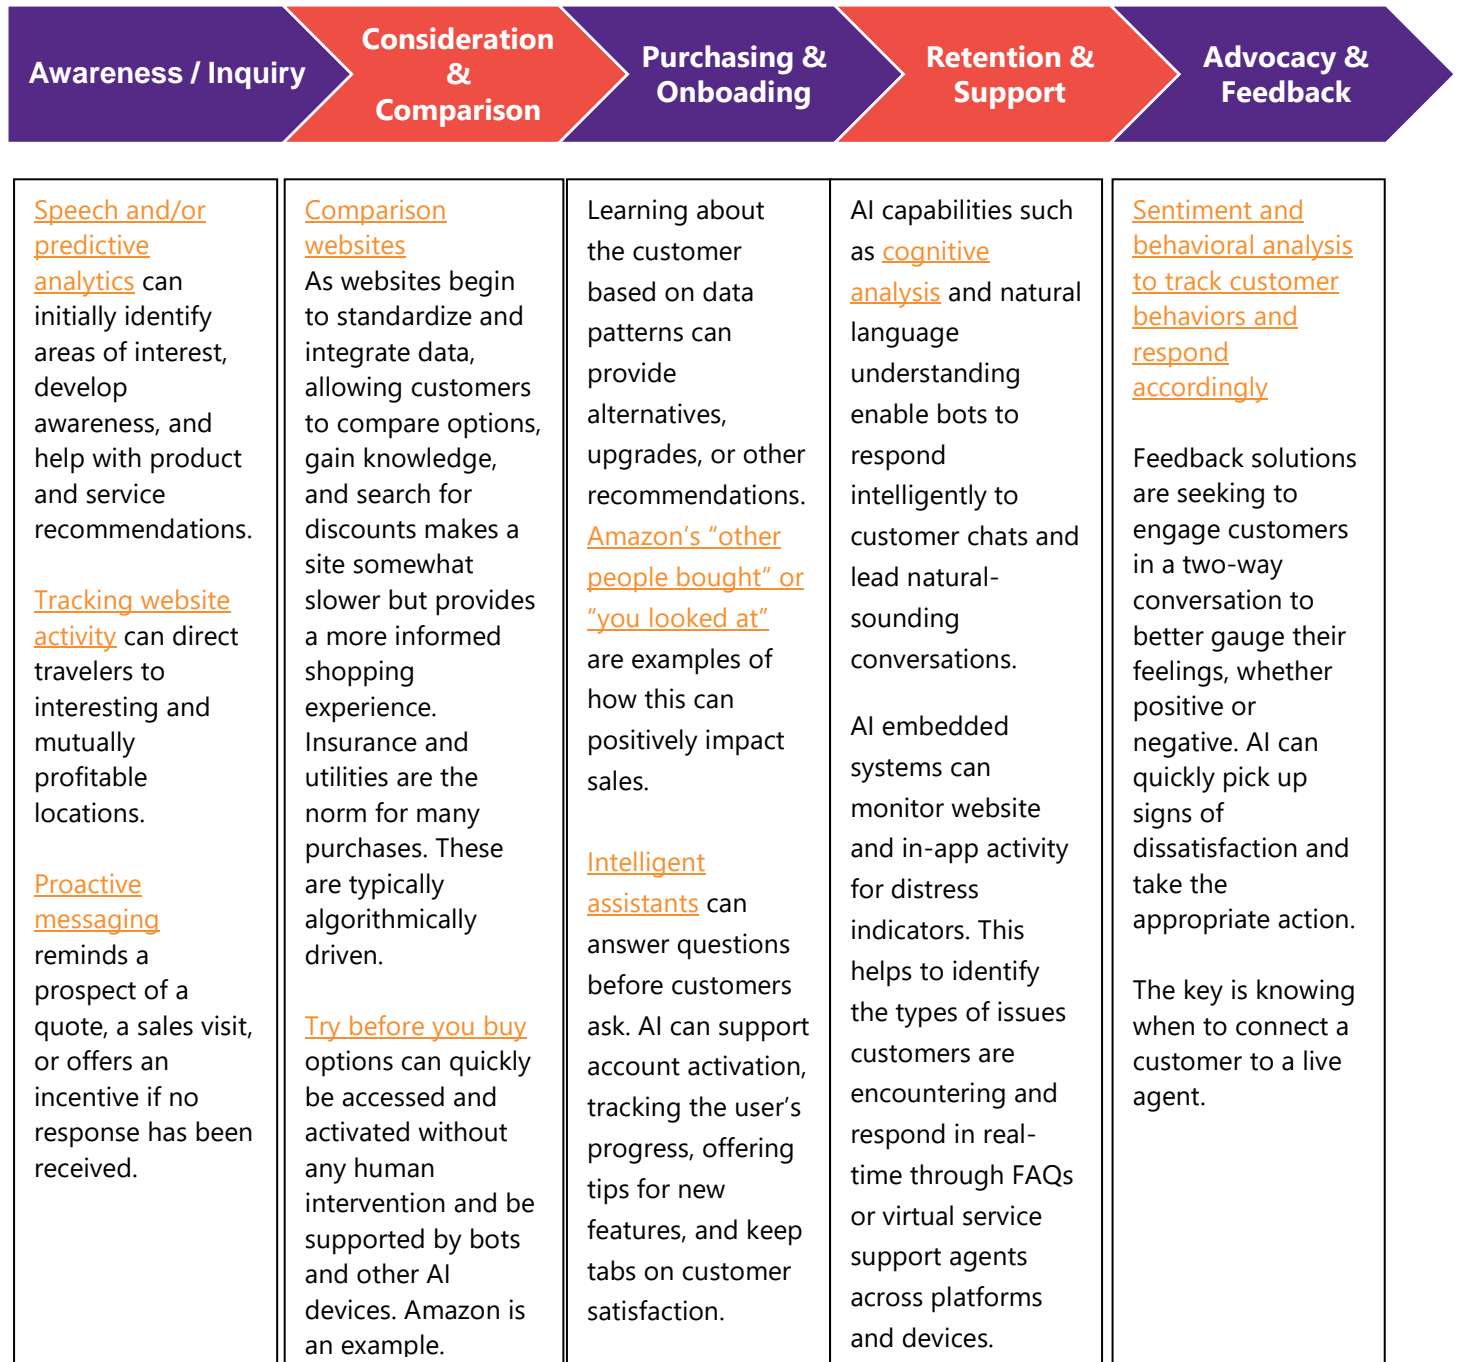 Awareness / Inquiry
Consideration
&
Comparison
Purchasing &
Onboading
Retention &
Support
Advocacy &
Feedback
Speech and/or
predictive
analytics can
initially identify
areas of interest,
develop
awareness, and
help with product
and service
recommendations.
Tracking website
activity can direct
travelers to
interesting and
mutually
profitable
locations.
Proactive
messaging
reminds a
prospect of a
quote, a sales visit,
or offers an
incentive if no
response has been
received.
Comparison
websites
As websites begin
to standardize and
integrate data,
allowing customers
to compare options,
gain knowledge,
and search for
discounts makes a
site somewhat
slower but provides
a more informed
shopping
experience.
Insurance and
utilities are the
norm for many
purchases. These
are typically
algorithmically
driven.
Try before you buy
options can quickly
be accessed and
activated without
any human
intervention and be
supported by bots
and other AI
devices. Amazon is
an example.
Learning about
the customer
based on data
patterns can
provide
alternatives,
upgrades, or other
recommendations.
Amazon’s “other
people bought” or
“you looked at”
are examples of
how this can
positively impact
sales.
Intelligent
assistants can
answer questions
before customers
ask. AI can support
account activation,
tracking the user’s
progress, offering
tips for new
features, and keep
tabs on customer
satisfaction.
AI capabilities such
as cognitive
analysis and natural
language
understanding
enable bots to
respond
intelligently to
customer chats and
lead natural-
sounding
conversations.
AI embedded
systems can
monitor website
and in-app activity
for distress
indicators. This
helps to identify
the types of issues
customers are
encountering and
respond in real-
time through FAQs
or virtual service
support agents
across platforms
and devices.
Sentiment and
behavioral analysis
to track customer
behaviors and
respond
accordingly
Feedback solutions
are seeking to
engage customers
in a two-way
conversation to
better gauge their
feelings, whether
positive or
negative. AI can
quickly pick up
signs of
dissatisfaction and
take the
appropriate action.
The key is knowing
when to connect a
customer to a live
agent.